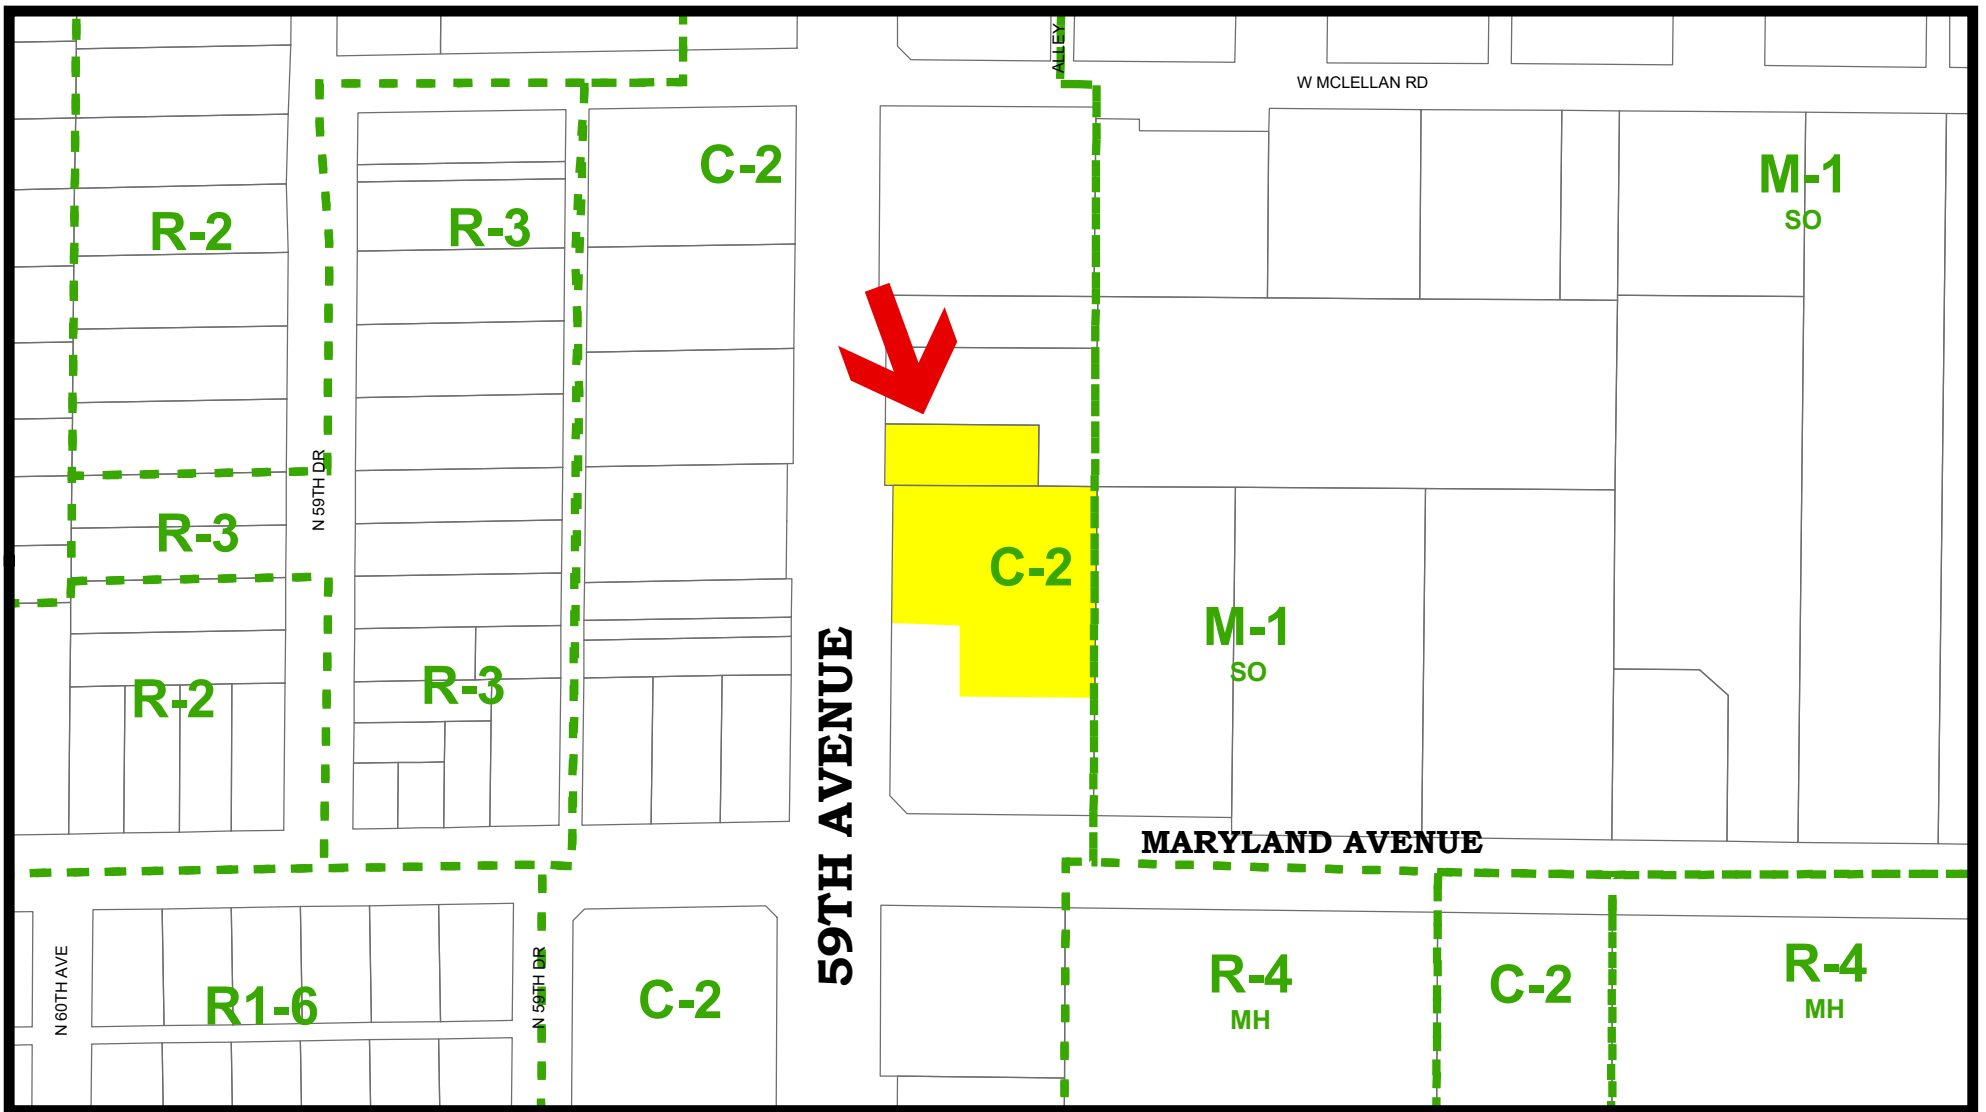 ALLEY
W MCLELLAN RD
C-2
M-1
SO
R-2
R-3
N 59TH DR
R-3
C-2
M-1
SO
R-2
R-3
59TH AVENUE
MARYLAND AVENUE
N 60TH AVE
R1-6
N 59TH DR
C-2
R-4
MH
C-2
R-4
MH